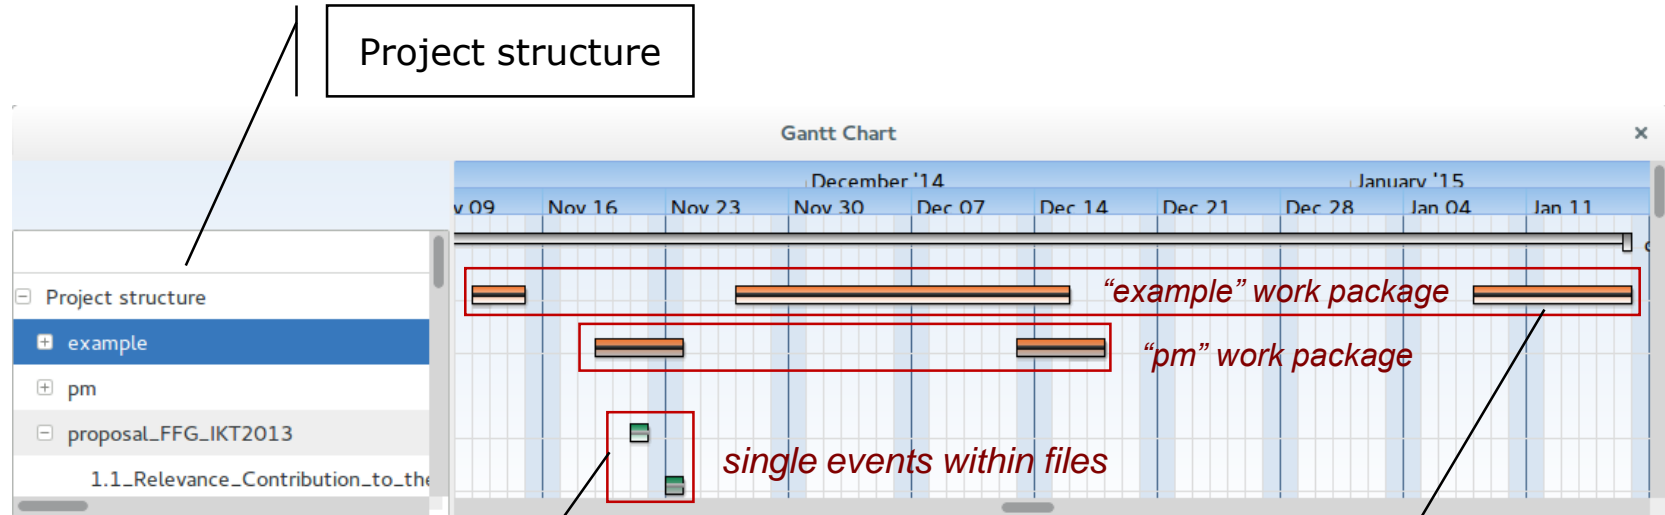 Project structure
Gantt Chart ×
December '14 January '15
v 09 Nov 16 Nov 23 Nov 30 Dec 07 Dec 14 Dec 21 Dec 28 Jan 04 Jan 11
Project structure
“example” work package
example
“pm” work package
pm
proposal_FFG_IKT2013
single events within files
1.1_Relevance_Contribution_to_the